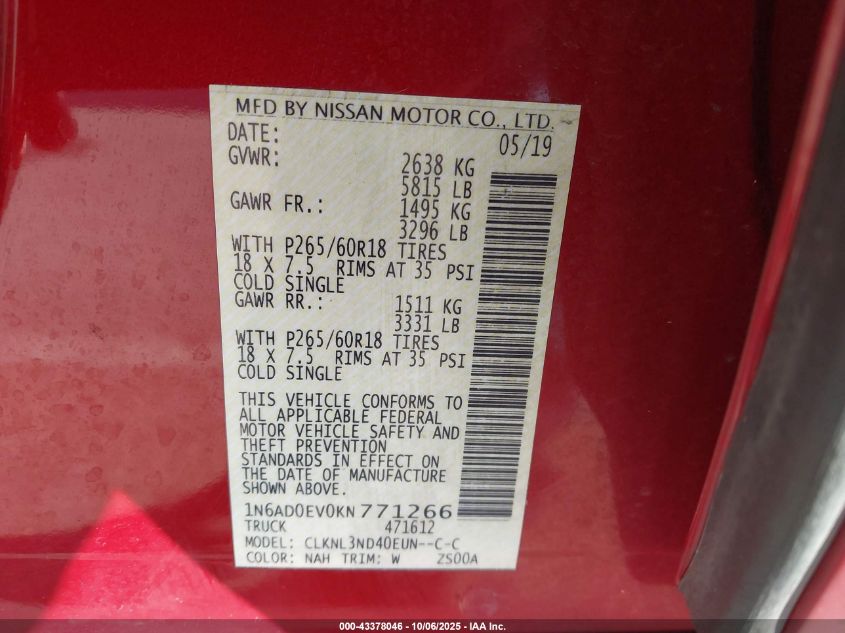 MFD BY NISSAN MOTOR CO., LTD.
DATE: 05/19
GVWR: 2638 KG
5815 LB
GAWR FR.: 1495 KG
3296 LB
WITH P265/60R18 TIRES
18 X 7.5 RIMS AT 35 PSI
COLD SINGLE
GAWR RR.: 1511 KG
3331 LB
WITH P265/60R18 TIRES
18 X 7.5 RIMS AT 35 PSI
COLD SINGLE
THIS VEHICLE CONFORMS TO
ALL APPLICABLE FEDERAL
MOTOR VEHICLE SAFETY AND
THEFT PREVENTION
STANDARDS IN EFFECT ON
THE DATE OF MANUFACTURE
SHOWN ABOVE.
1N6AD0EV0KN771266
TRUCK 471612
MODEL: CLKNL3ND40EUN--C-C
COLOR: NAH TRIM: W ZS00A
000-43378046 - 10/06/2025 - IAA Inc.